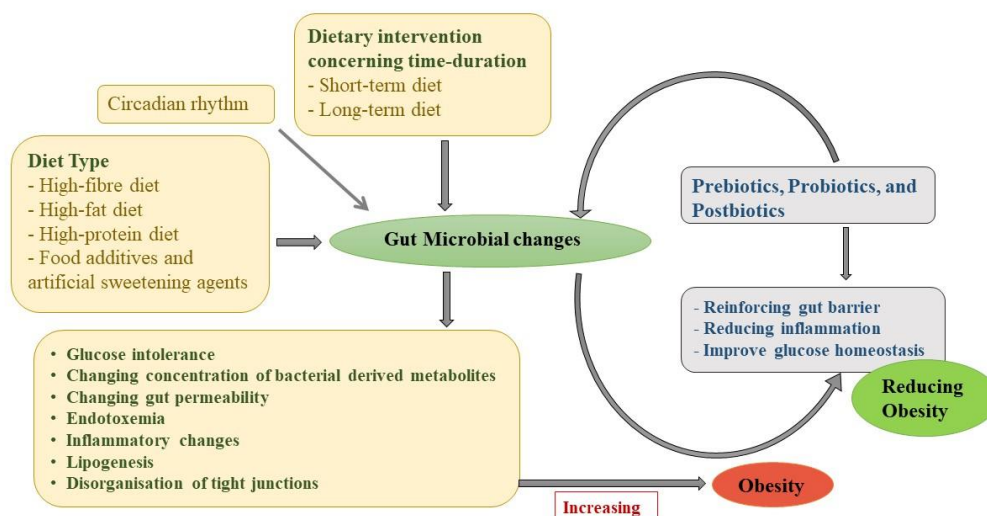 Dietary intervention
concerning time-duration
- Short-term diet
- Long-term diet
Circadian rhythm
Diet Type
- High-fibre diet
- High-fat diet
- High-protein diet
- Food additives and
artificial sweetening agents
Gut Microbial changes
Prebiotics, Probiotics, and
Postbiotics
- Reinforcing gut barrier
- Reducing inflammation
- Improve glucose homeostasis
Reducing
Obesity
• Glucose intolerance
• Changing concentration of bacterial derived metabolites
• Changing gut permeability
• Endotoxemia
• Inflammatory changes
• Lipogenesis
• Disorganisation of tight junctions
Increasing
Obesity